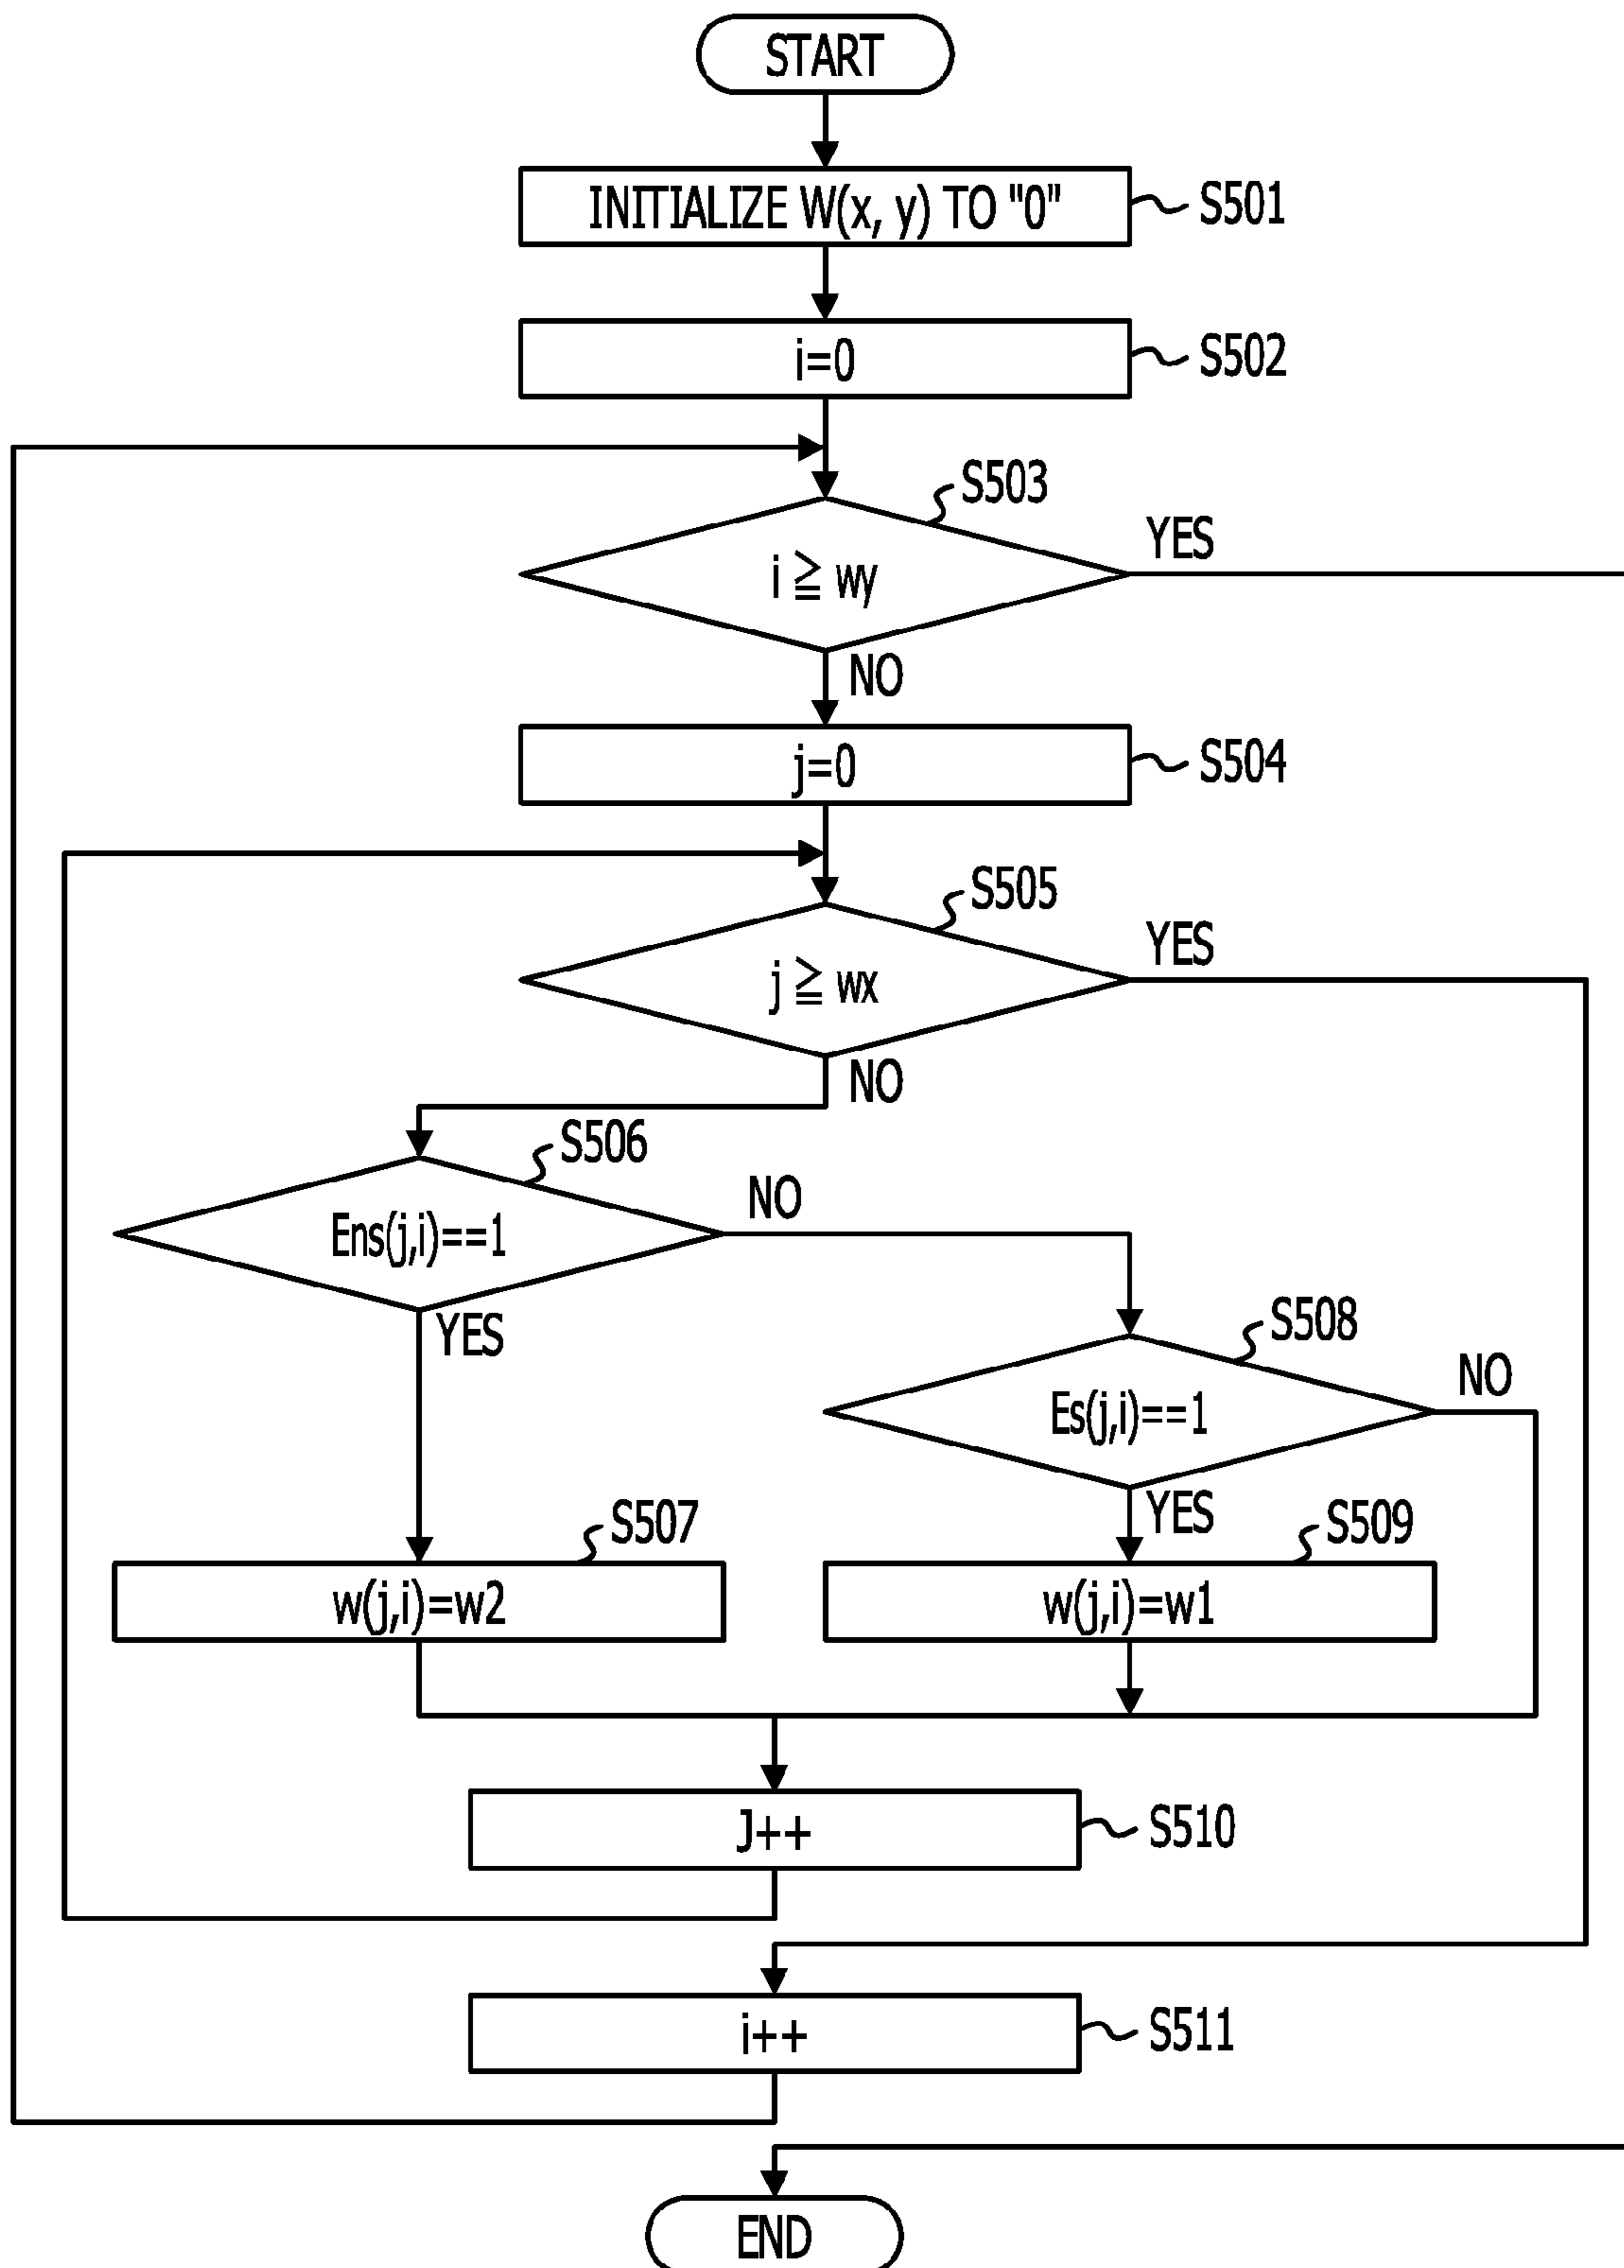 START
INITIALIZE W(x, y) TO "0"
S501
i=0
S502
S503
YES
i ≧ wy
NO
j=0
S504
S505
YES
j ≧ wx
NO
S506
NO
Ens(j,i)==1
YES
S508
NO
Es(j,i)==1
YES
S507
S509
w(j,i)=w2
w(j,i)=w1
J++
S510
i++
S511
END